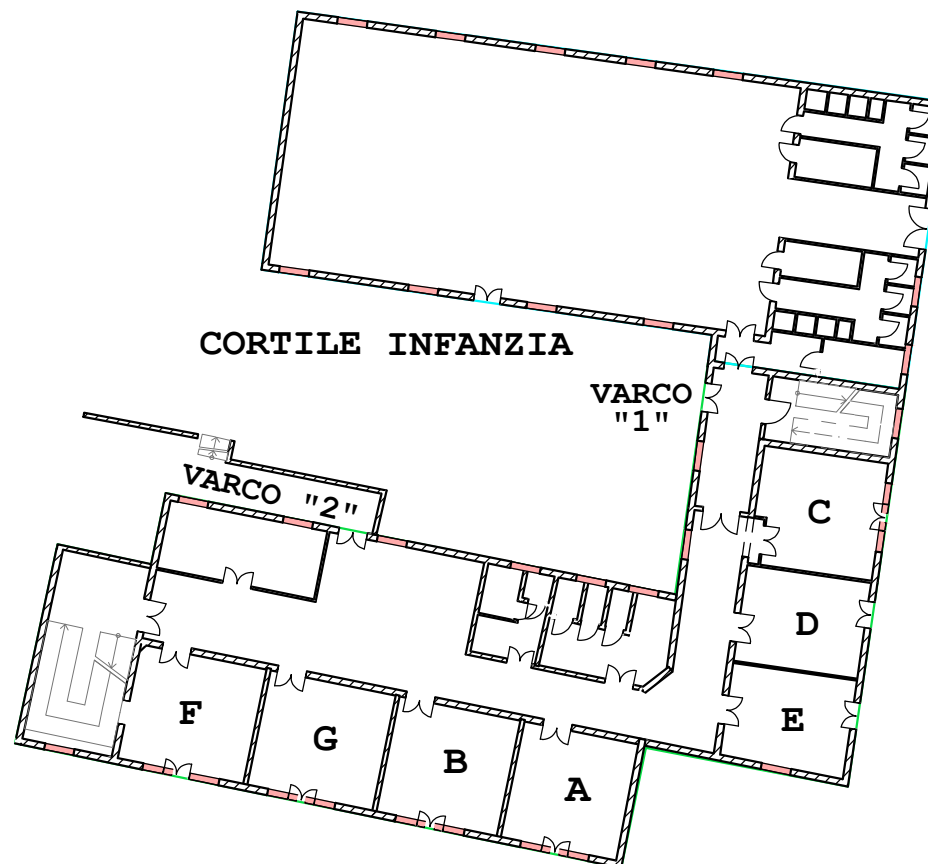 CORTILE INFANZIA
VARCO
"1"
VARCO "2"
C
D
E
F
G
B
A